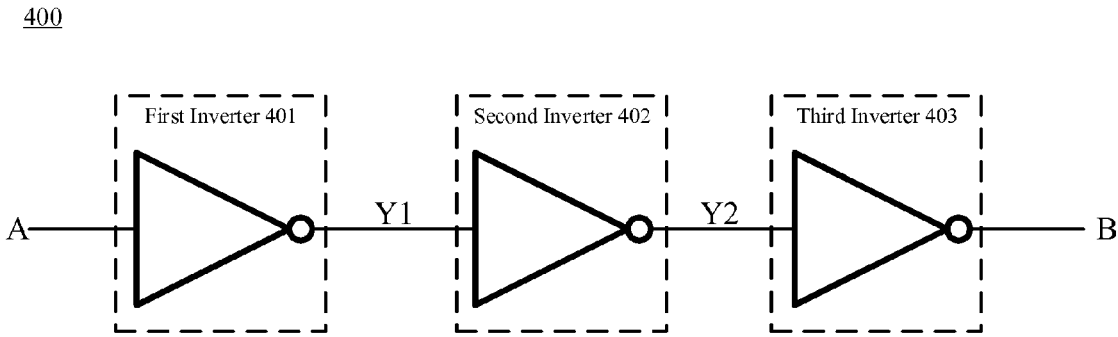 400
First Inverter 401
Second Inverter 402
Third Inverter 403
A
Y1
Y2
B